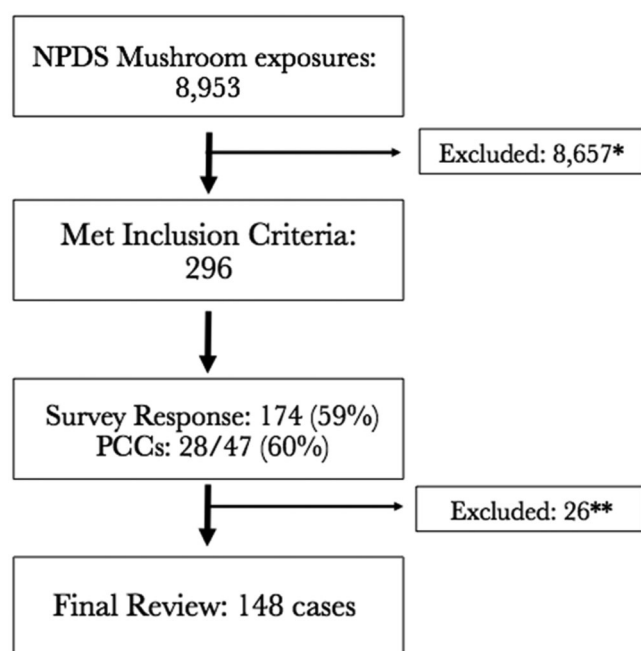 NPDS Mushroom exposures:
8,953
Excluded: 8,657*
Met Inclusion Criteria:
296
Survey Response: 174 (59%)
PCCs: 28/47 (60%)
Excluded: 26**
Final Review: 148 cases